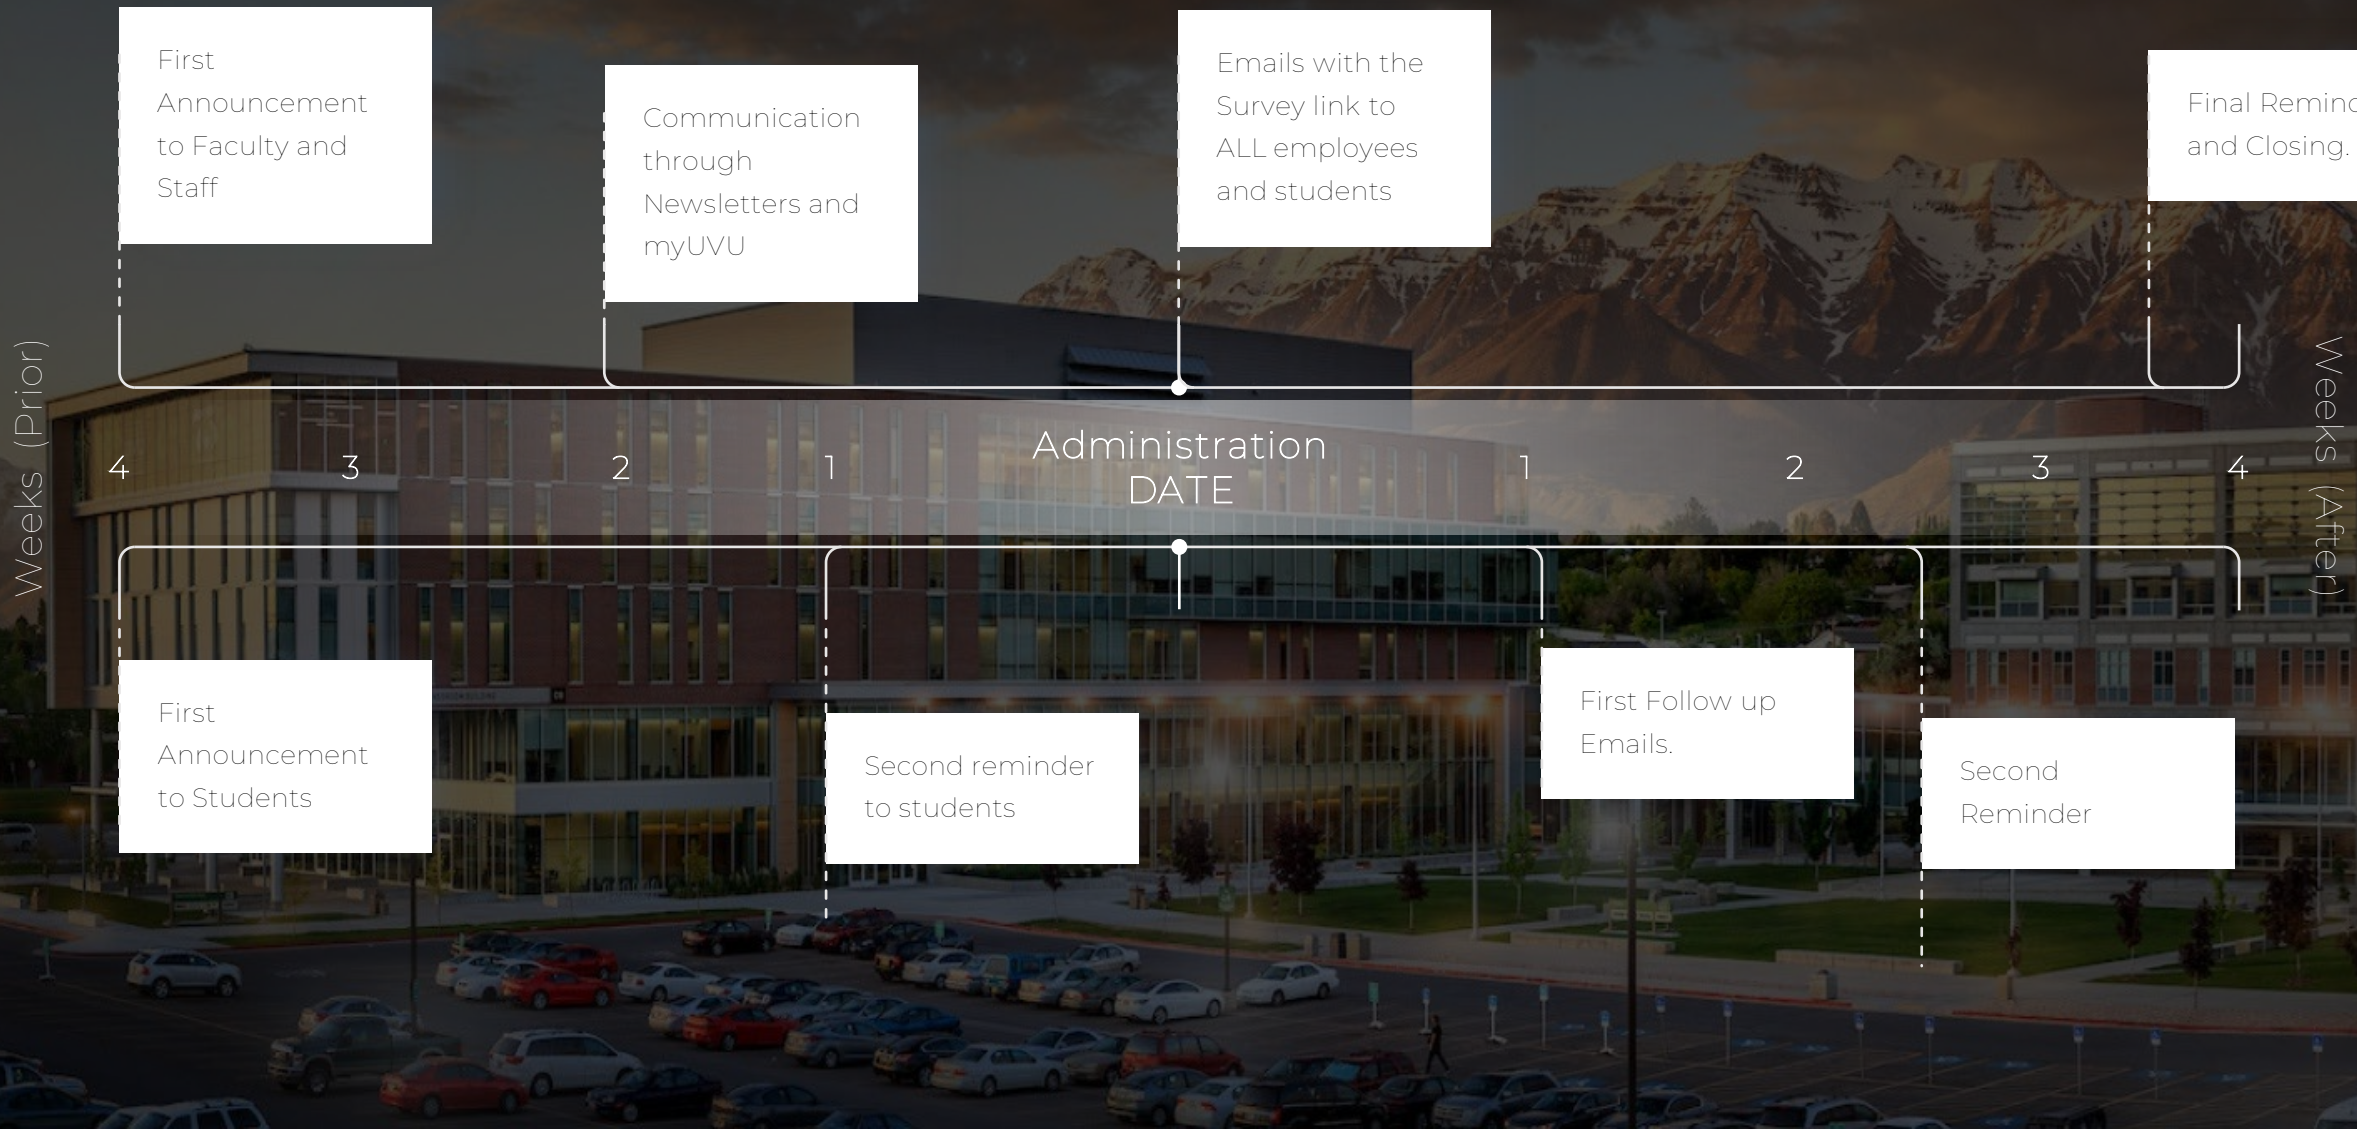 First
Announcement
to Faculty and
Staff
Communication
through
Newsletters and
myUVU
Emails with the
Survey link to
ALL employees
and students
and Closing.
Final
Weeks (Prior)
4 3 2 1
Administration
DATE
1 2 3 4
Weeks (After)
First
Announcement
to Students
Second reminder
to students
First Follow up
Emails.
Second
Reminder